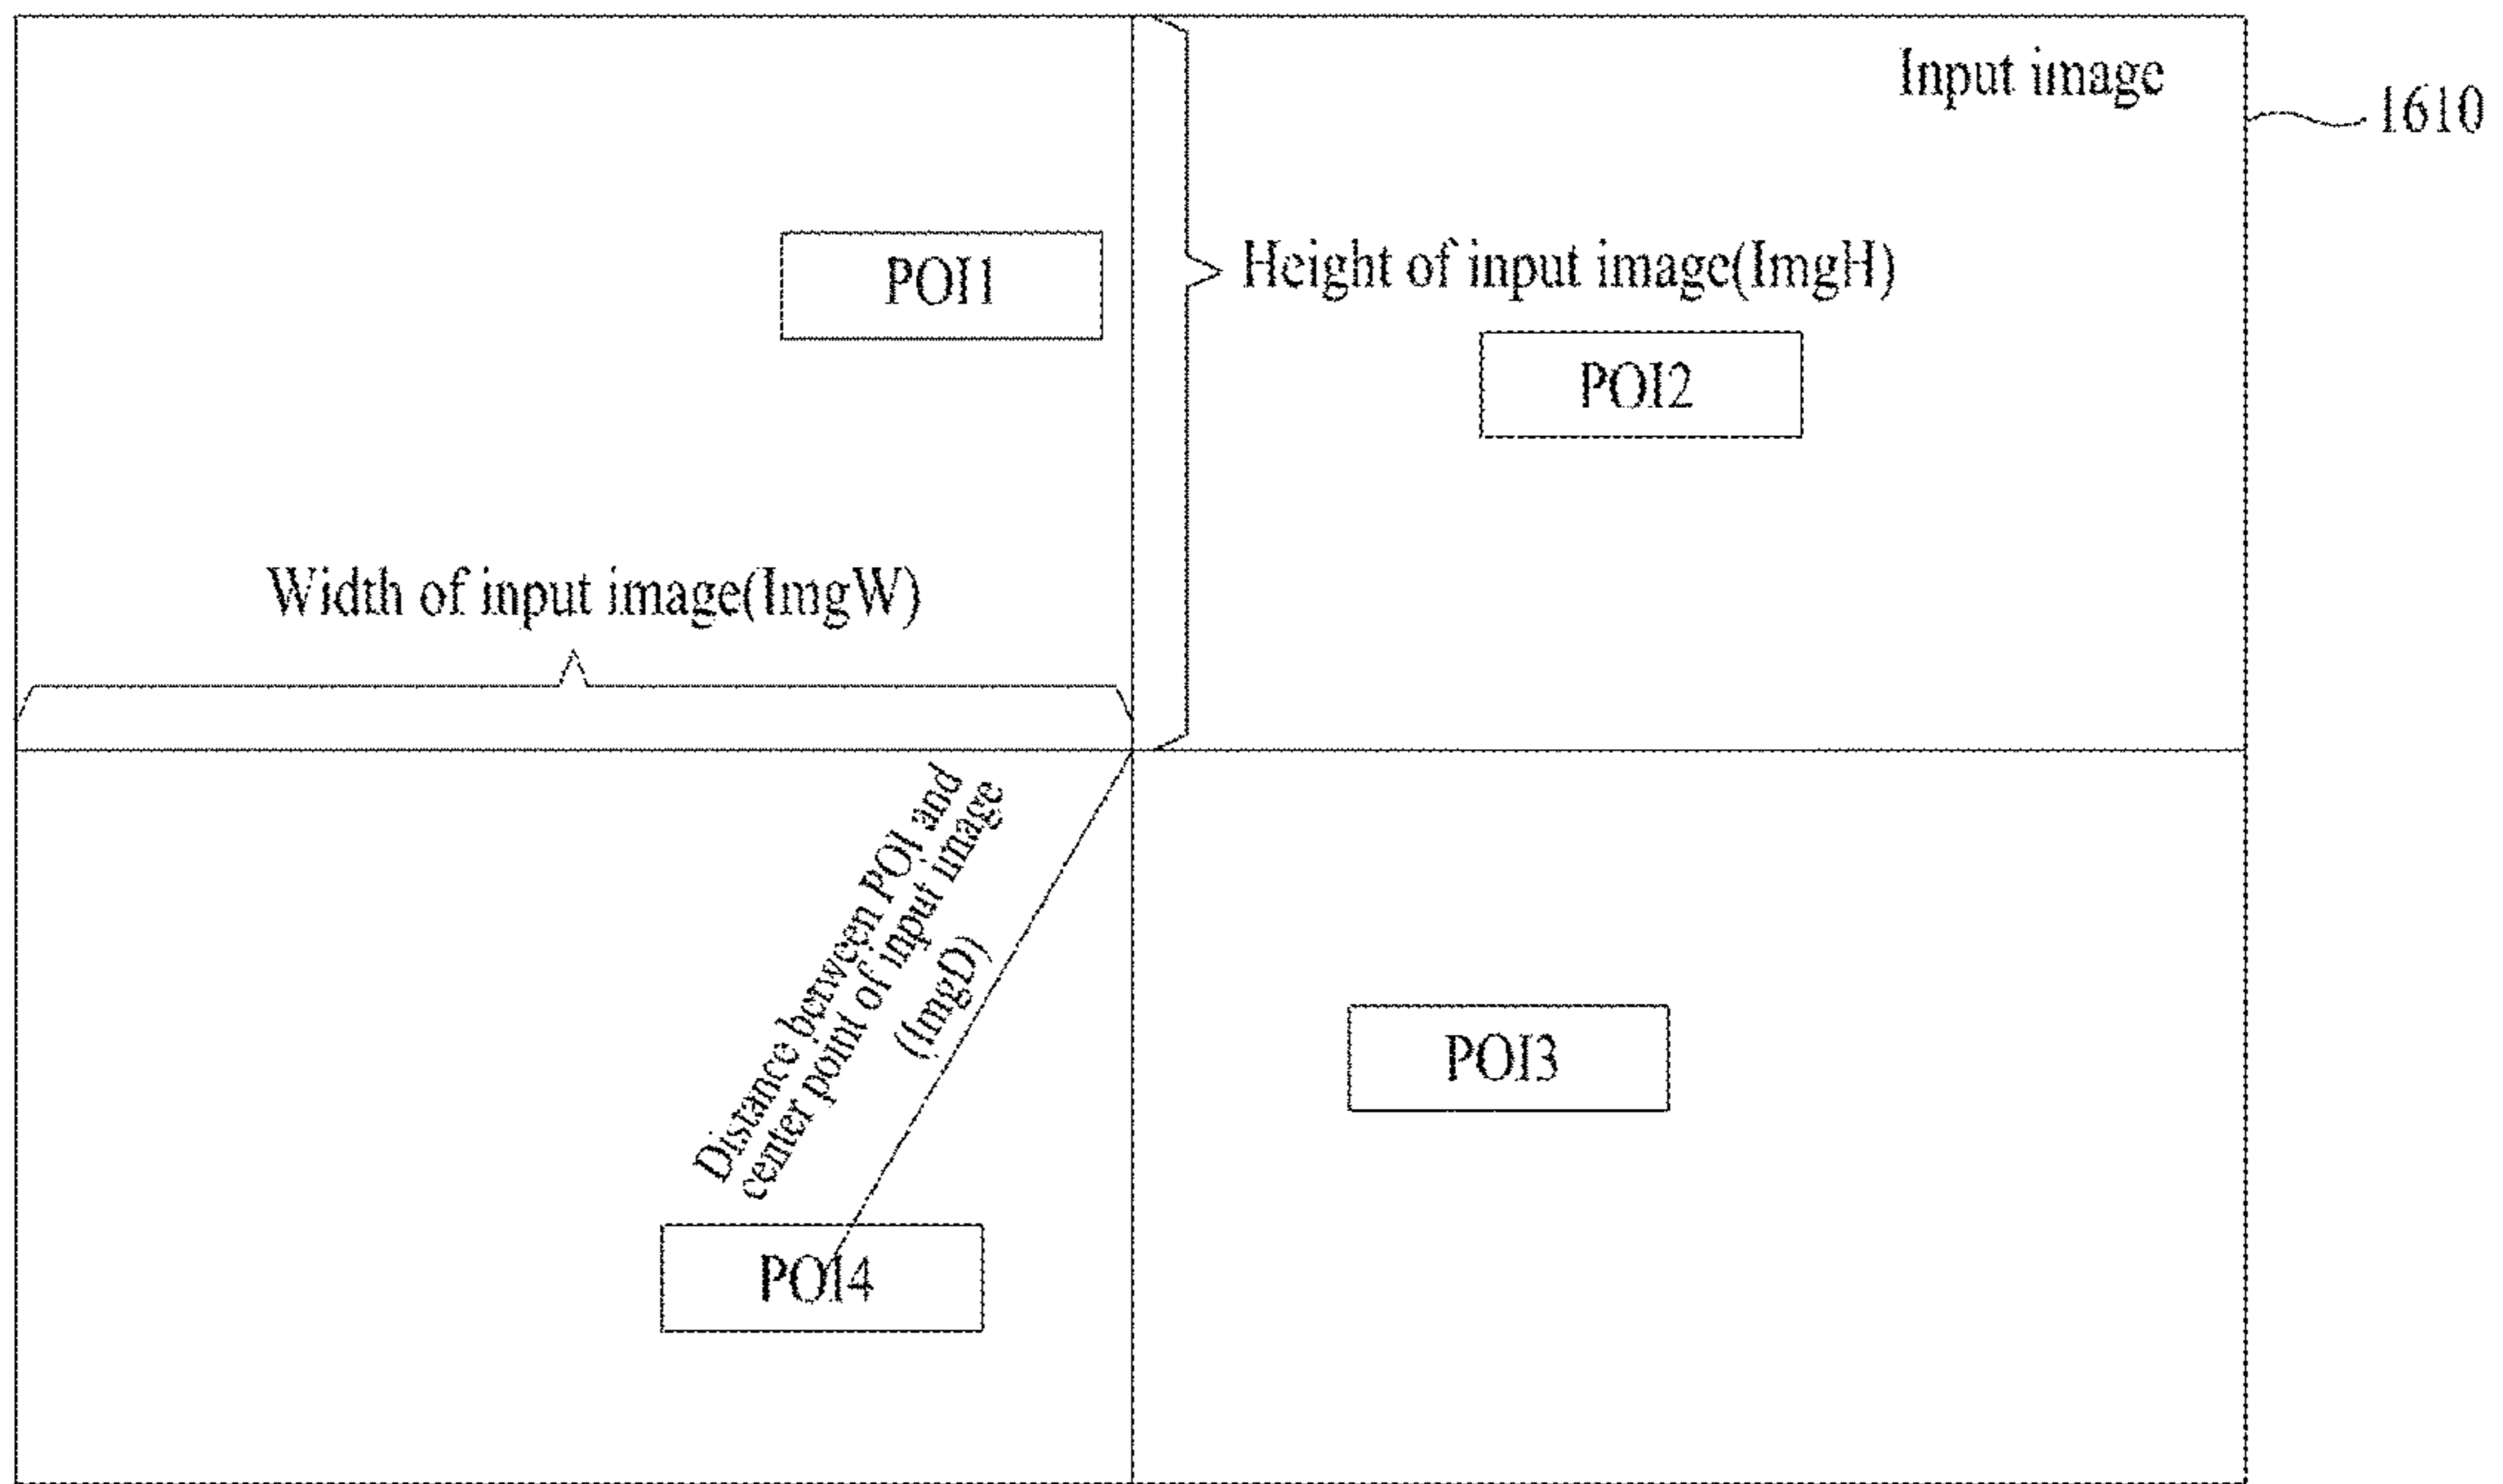 Input image
1610
POI1
Height of input image(ImgH)
POI2
Width of input image(ImgW)
Distance between POI and
center point of input image
(ImgD)
POI3
POI4